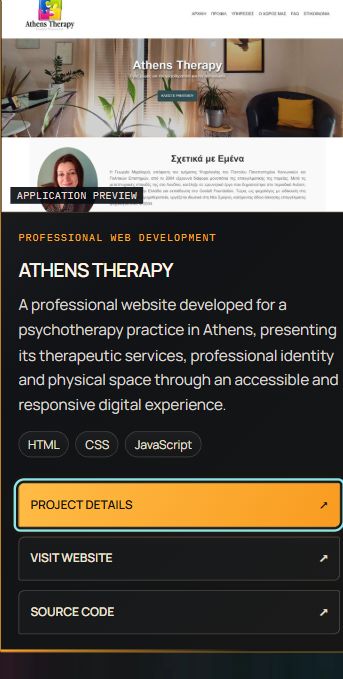 Athens Therapy
ΑΡΧΙΚΗ ΠΡΟΦΙΛ ΥΠΗΡΕΣΙΕΣ Ο ΧΩΡΟΣ ΜΑΣ FAQ ΕΠΙΚΟΙΝΩΝΙΑ
Athens Therapy
Σχετικά με Εμένα
APPLICATION PREVIEW
PROFESSIONAL WEB DEVELOPMENT
ATHENS THERAPY
A professional website developed for a
psychotherapy practice in Athens, presenting
its therapeutic services, professional identity
and physical space through an accessible and
responsive digital experience.
HTML CSS JavaScript
PROJECT DETAILS ↗
VISIT WEBSITE ↗
SOURCE CODE ↗